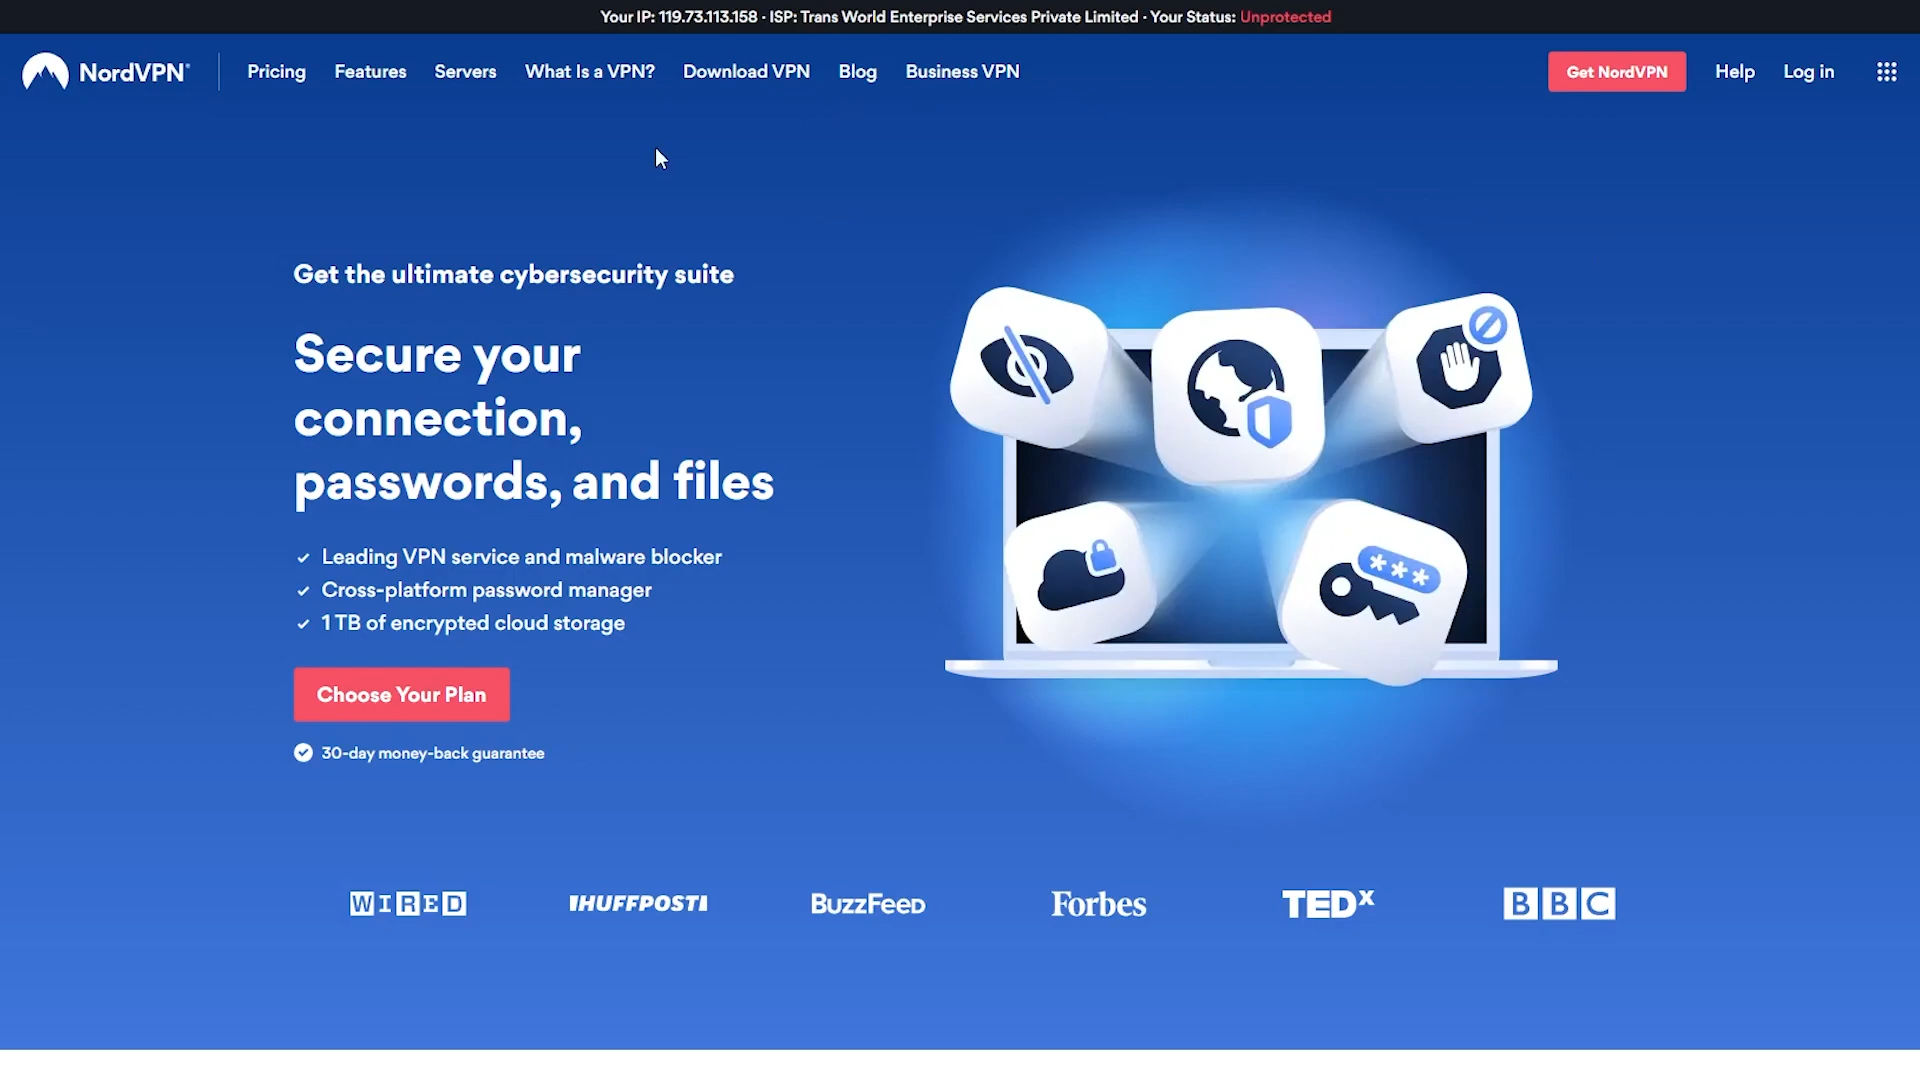 Your IP: 119.73.113.158 · ISP: Trans World Enterprise Services Private Limited · Your Status: Unprotected
NordVPN®
Pricing
Features
Servers
What Is a VPN?
Download VPN
Blog
Business VPN
Get NordVPN
Help
Log in
Get the ultimate cybersecurity suite
Secure your
connection,
passwords, and files
Leading VPN service and malware blocker
Cross-platform password manager
1 TB of encrypted cloud storage
***
Choose Your Plan
30-day money-back guarantee
WIRED
HUFFPOST
BuzzFeed
Forbes
TEDx
BBC